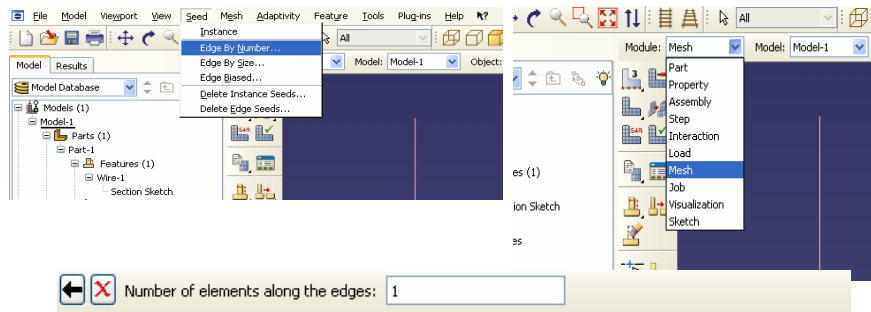 File Model Viewport View Seed Mesh Adaptivity Feature Tools Plug-ins Help
Instance
Edge By Number...
Edge By Size...
Edge Biased...
Delete Instance Seeds...
Delete Edge Seeds...
All
Model Results
Model: Model-1 Object:
Model Database
Models (1)
Model-1
Parts (1)
Part-1
Features (1)
Wire-1
Section Sketch
S4R
All
Module: Mesh Model: Model-1
Part
Property
Assembly
Step
Interaction
Load
Mesh
Job
Visualization
Sketch
3
S4R
es (1)
ion Sketch
es
Number of elements along the edges: 1